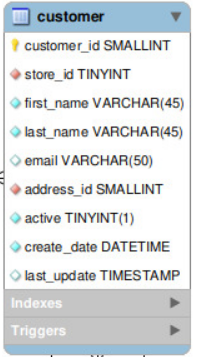 customer
customer_id SMALLINT
store_id TINYINT
first_name VARCHAR(45)
last_name VARCHAR(45)
email VARCHAR(50)
address_id SMALLINT
active TINYINT(1)
create_date DATETIME
last_update TIMESTAMP
Indexes
Triggers